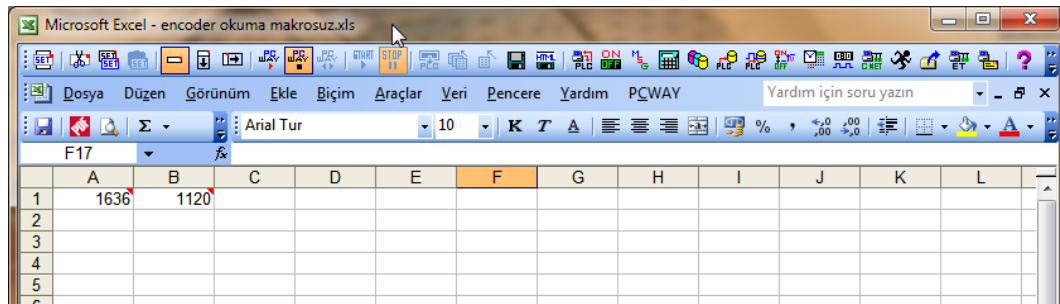 Microsoft Excel - encoder okuma makrosuz.xls
Dosya Düzen Görünüm Ekle Biçim Araçlar Veri Pencere Yardım PCWAY Yardım için soru yazın
Arial Tur 10 K T A
F17 fx
A B C D E F G H I J K L
1 1636 1120
2
3
4
5